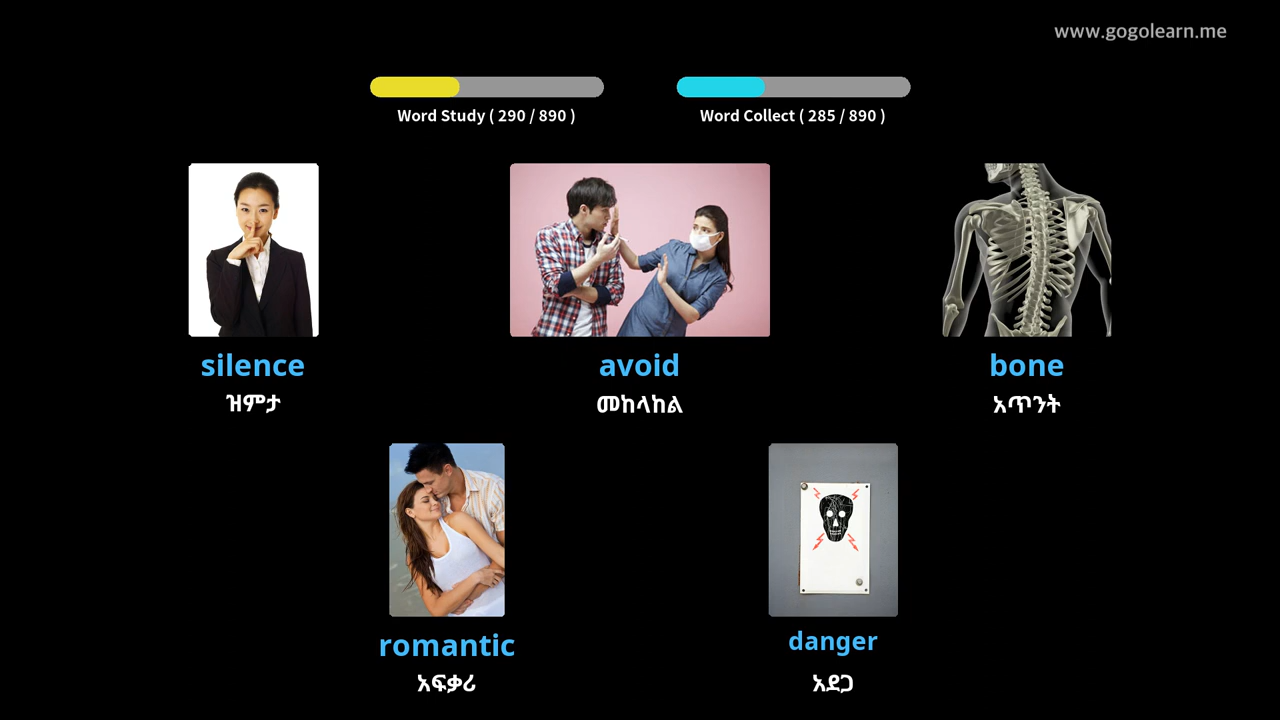 www.gogolearn.me
Word Study ( 290 / 890 )
Word Collect ( 285 / 890 )
silence
ዝምታ
avoid
መከላከል
bone
አጥንት
romantic
አፍቃሪ
danger
አደጋ